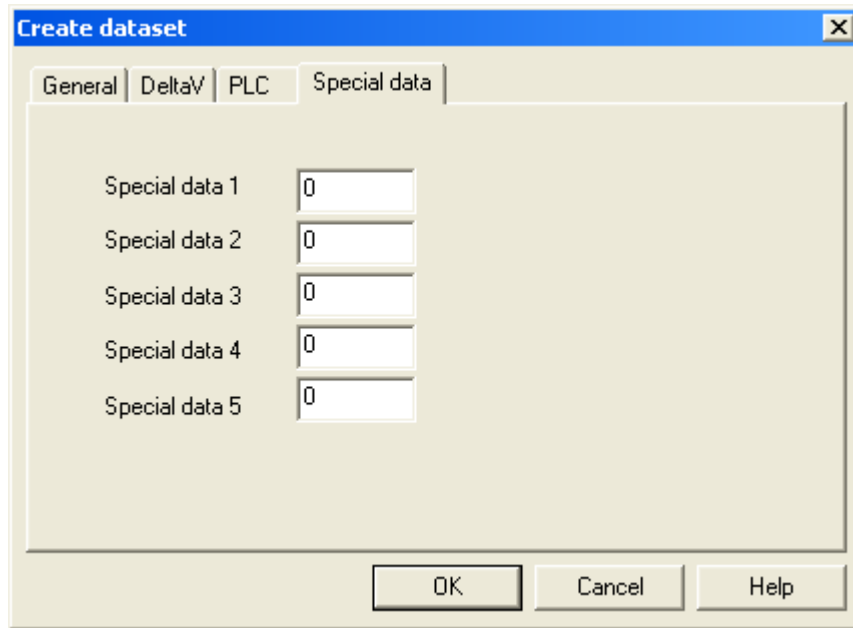 Create dataset
General DeltaV PLC Special data
Special data 1 0
Special data 2 0
Special data 3 0
Special data 4 0
Special data 5 0
OK Cancel Help